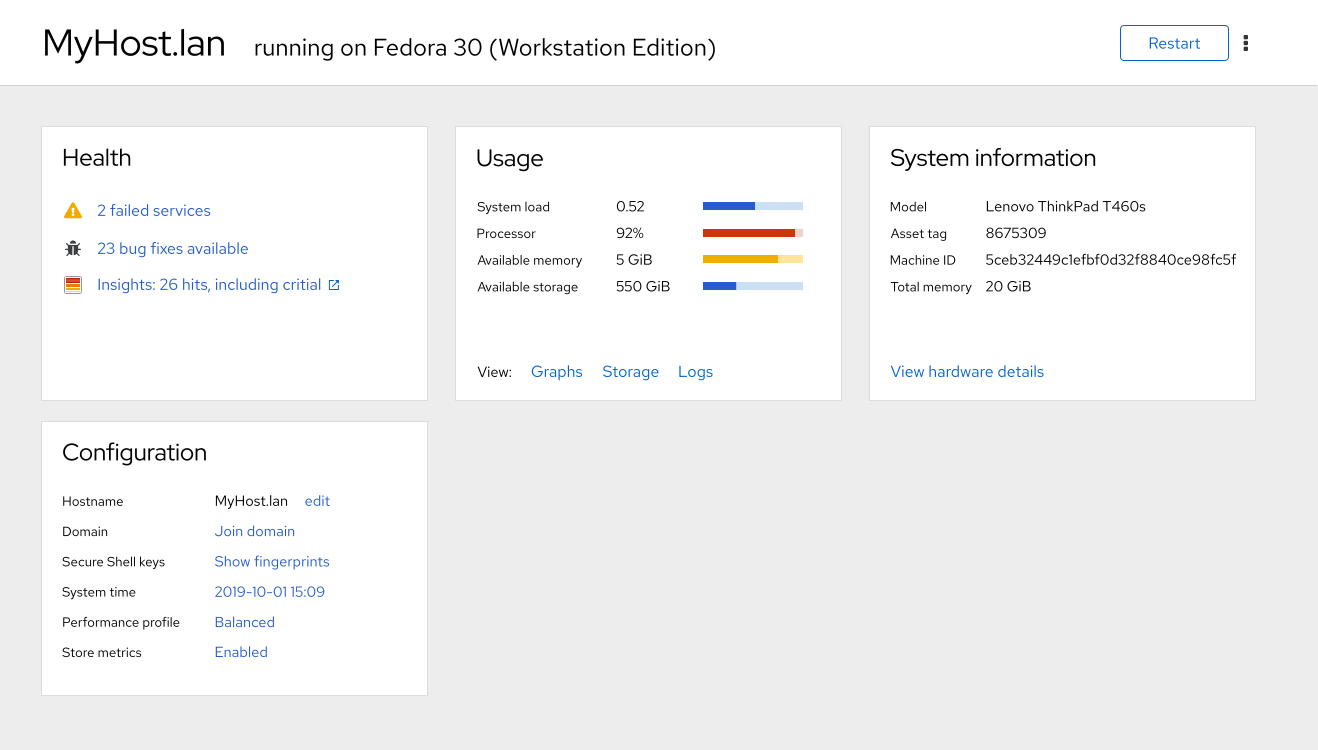 MyHost.lan running on Fedora 30 (Workstation Edition) Restart
Health
2 failed services
23 bug fixes available
Insights: 26 hits, including critial
Usage
System load 0.52
Processor 92%
Available memory 5 GiB
Available storage 550 GiB
View: Graphs Storage Logs
System information
Model Lenovo ThinkPad T460s
Asset tag 8675309
Machine ID 5ceb32449c1efbf0d32f8840ce98fc5f
Total memory 20 GiB
View hardware details
Configuration
Hostname MyHost.lan edit
Domain Join domain
Secure Shell keys Show fingerprints
System time 2019-10-01 15:09
Performance profile Balanced
Store metrics Enabled